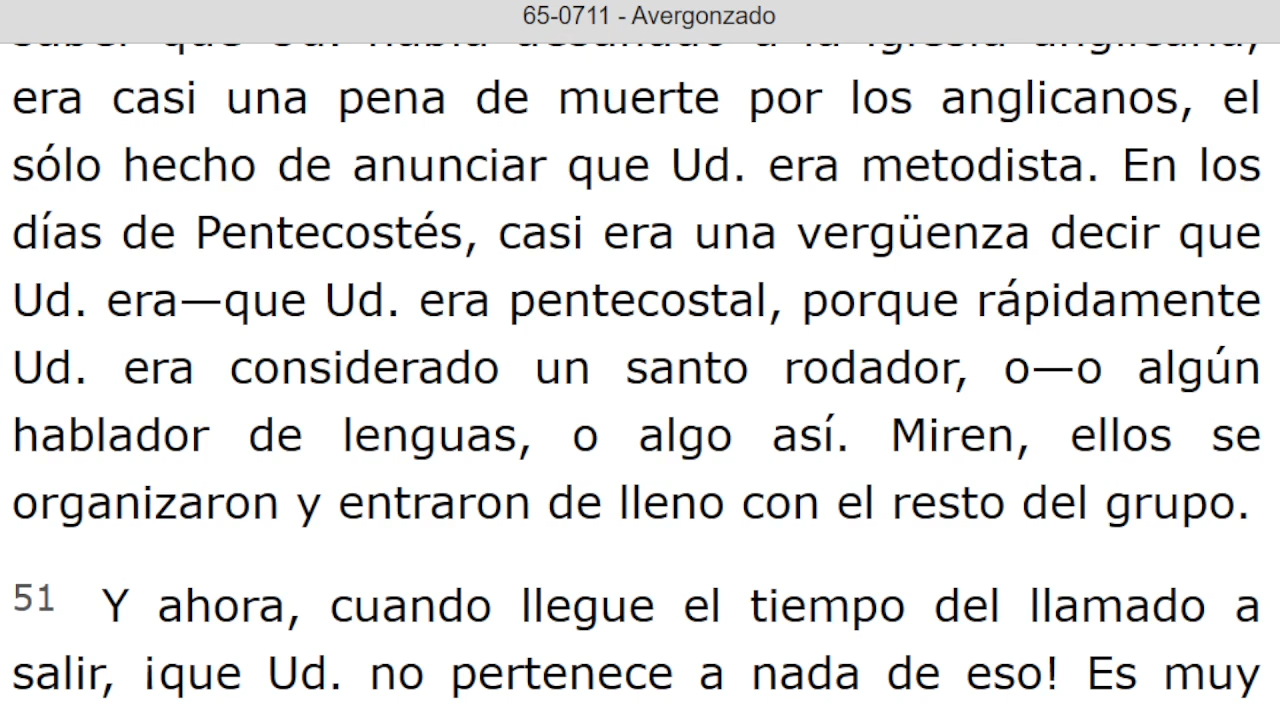 65-0711 - Avergonzado
era casi una pena de muerte por los anglicanos, el
sólo hecho de anunciar que Ud. era metodista. En los
días de Pentecostés, casi era una vergüenza decir que
Ud. era—que Ud. era pentecostal, porque rápidamente
Ud. era considerado un santo rodador, o—o algún
hablador de lenguas, o algo así. Miren, ellos se
organizaron y entraron de lleno con el resto del grupo.
51 Y ahora, cuando llegue el tiempo del llamado a
salir, ¡que Ud. no pertenece a nada de eso! Es muy